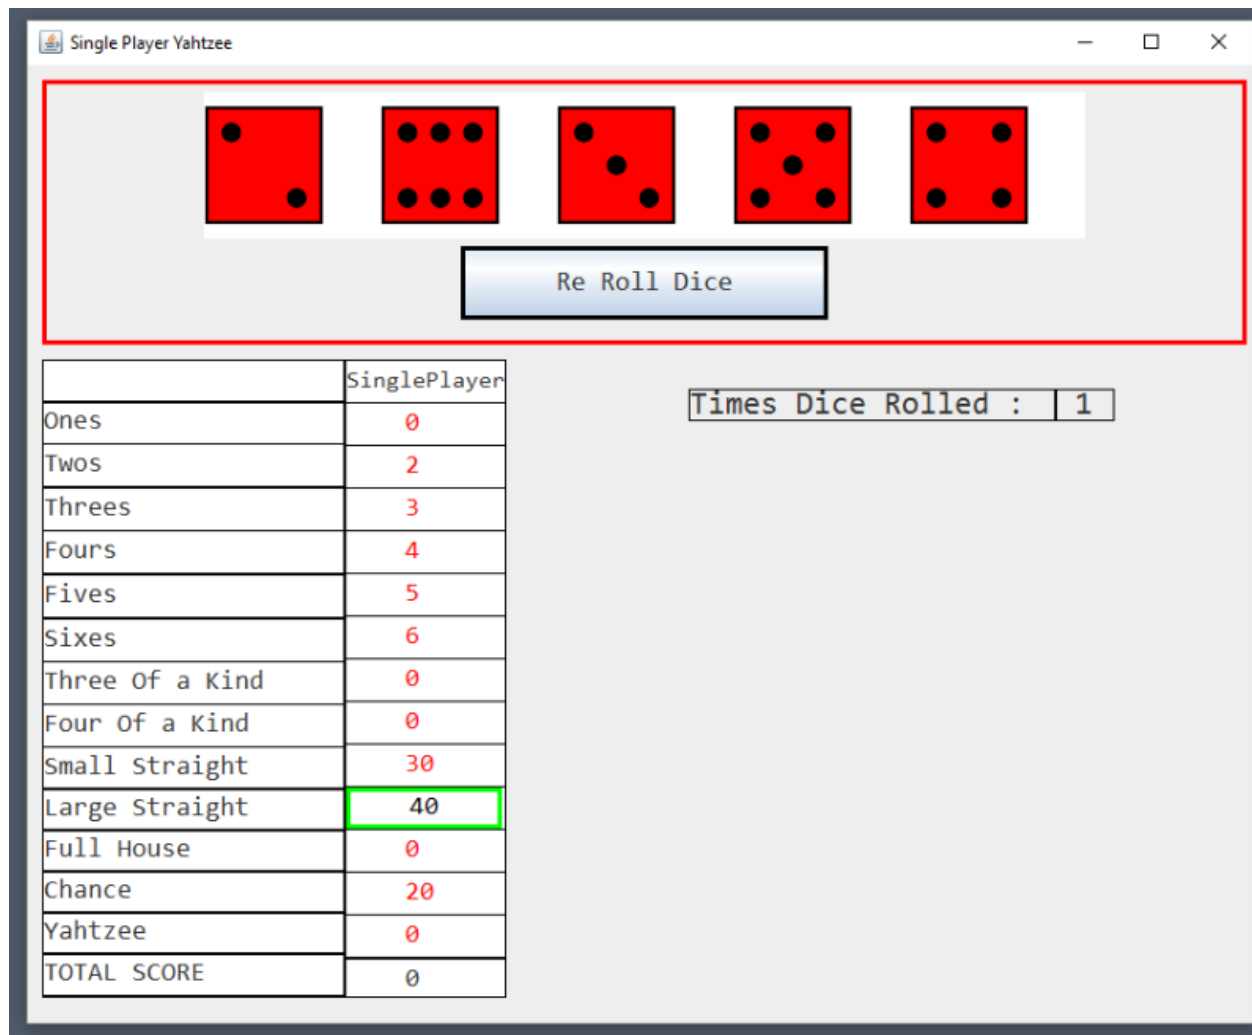 Single Player Yahtzee
Re Roll Dice
SinglePlayer
Times Dice Rolled : 1
Ones 0
Twos 2
Threes 3
Fours 4
Fives 5
Sixes 6
Three Of a Kind 0
Four Of a Kind 0
Small Straight 30
Large Straight 40
Full House 0
Chance 20
Yahtzee 0
TOTAL SCORE 0